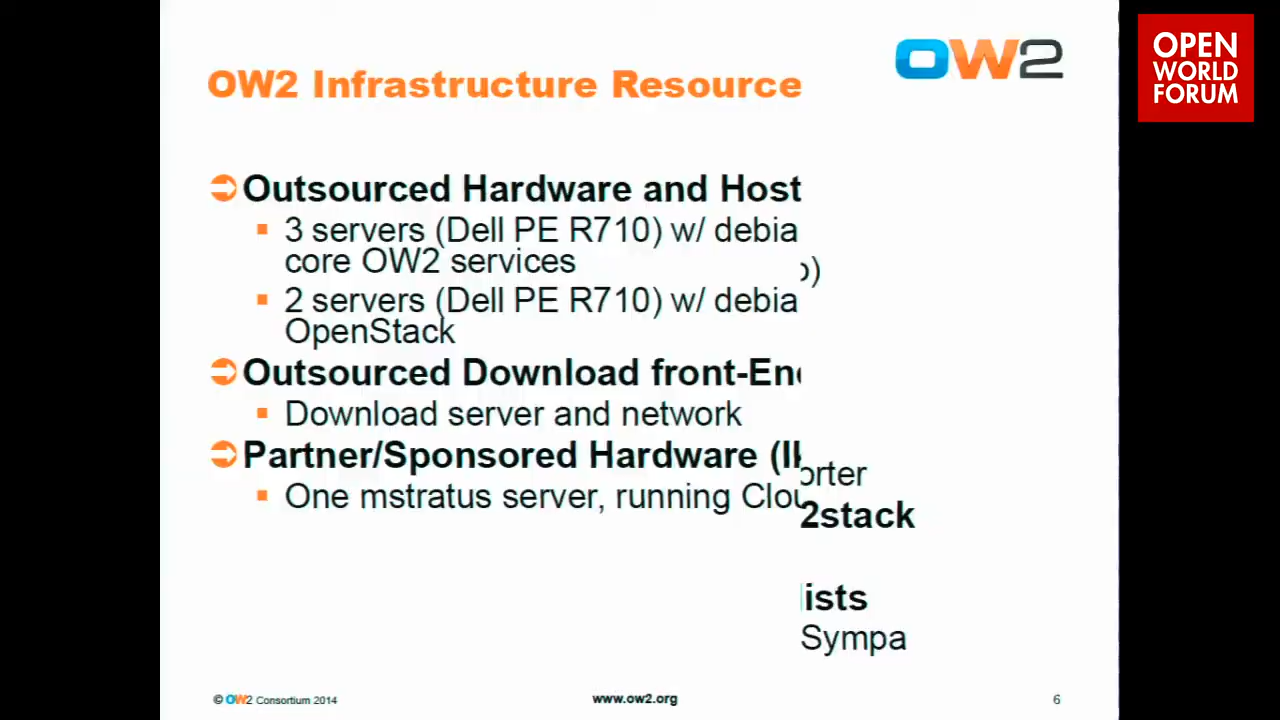 OW2
OPEN
WORLD
FORUM
OW2 Infrastructure Resource
Outsourced Hardware and Host
3 servers (Dell PE R710) w/ debia
core OW2 services
2 servers (Dell PE R710) w/ debia
OpenStack
Outsourced Download front-En
Download server and network
Partner/Sponsored Hardware (
One mstratus server, running Clou
orter
2stack
ists
Sympa
© OW2 Consortium 2014
www.ow2.org
6